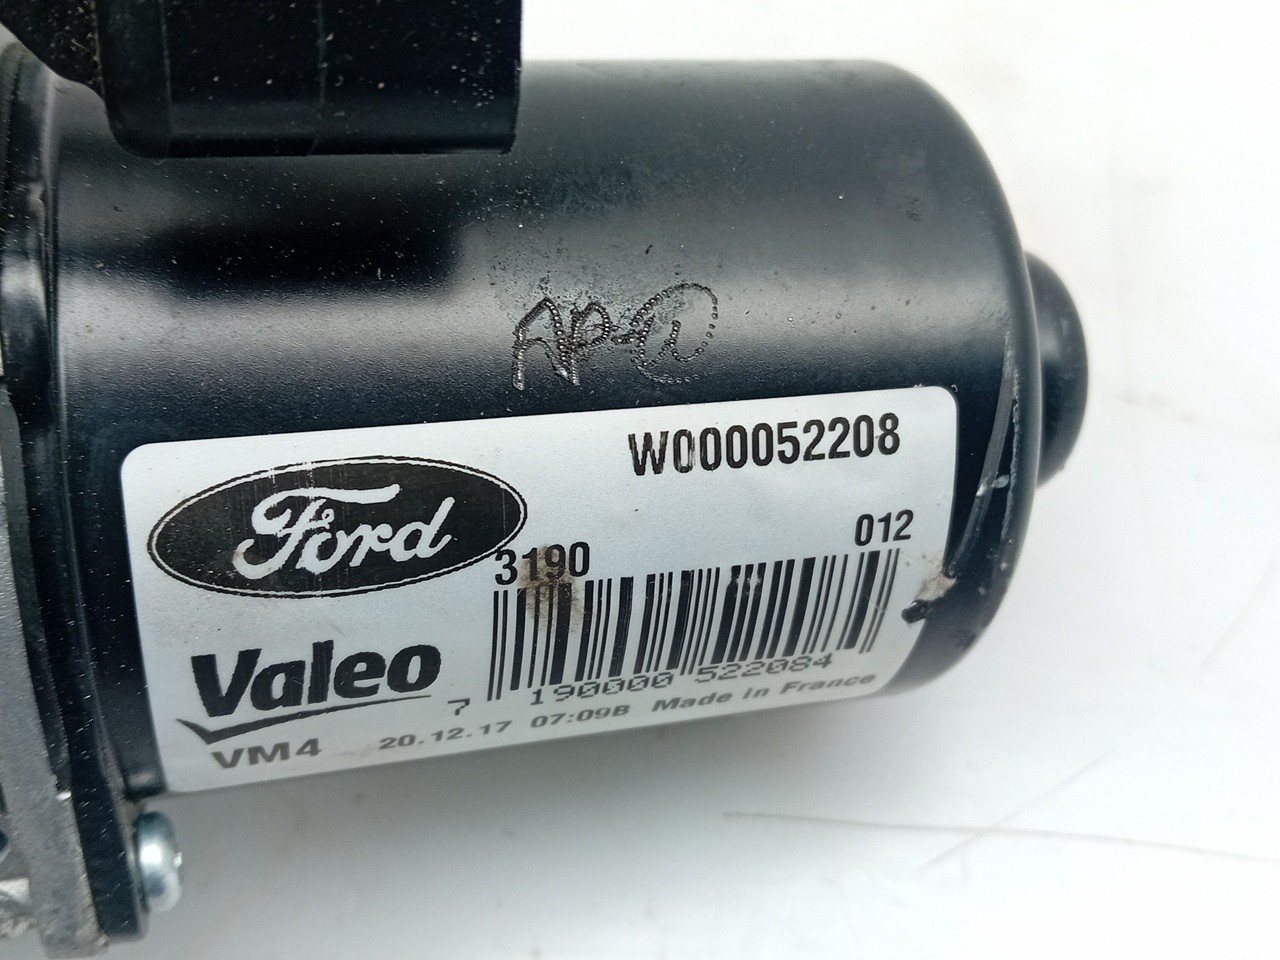 W000052208
Ford
3190
012
Valeo
7 190000 522084
VM4 20.12.17 07:09B Made in France